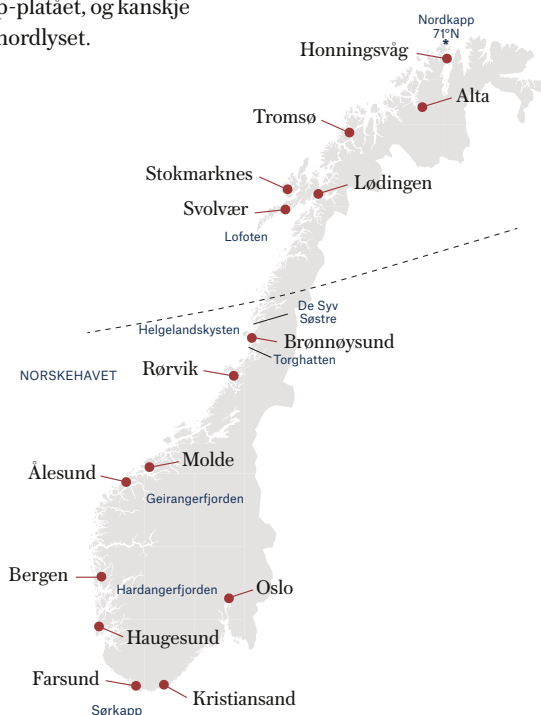 p-platået, og kanskje
nordlyset.
Nordkapp
71°N
*
Honningsvåg
Alta
Tromsø
Stokmarknes
Lødingen
Svolvær
Lofoten
De Syv
Søstre
Helgelandskysten
Brønnøysund
Torghatten
Rørvik
NORSKEHAVET
Molde
Ålesund
Geirangerfjorden
Bergen
Hardangerfjorden
Oslo
Haugesund
Farsund
Kristiansand
Sørkapp